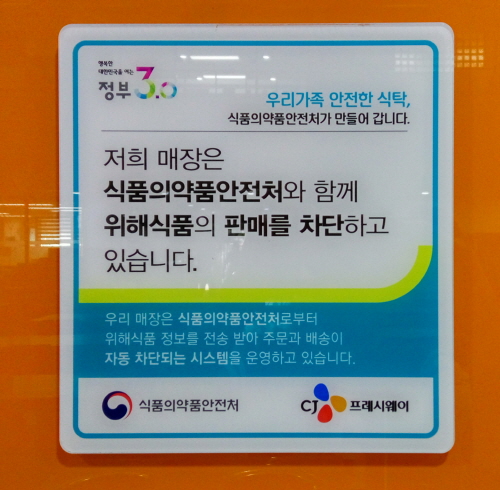 행복한
대한민국을 여는
정부3.0
우리가족 안전한 식탁,
식품의약품안전처가 만들어 갑니다.
저희 매장은
식품의약품안전처와 함께
위해식품의 판매를 차단하고
있습니다.
우리 매장은 식품의약품안전처로부터
위해식품 정보를 전송 받아 주문과 배송이
자동 차단되는 시스템을 운영하고 있습니다.
식품의약품안전처
CJ 프레시웨이